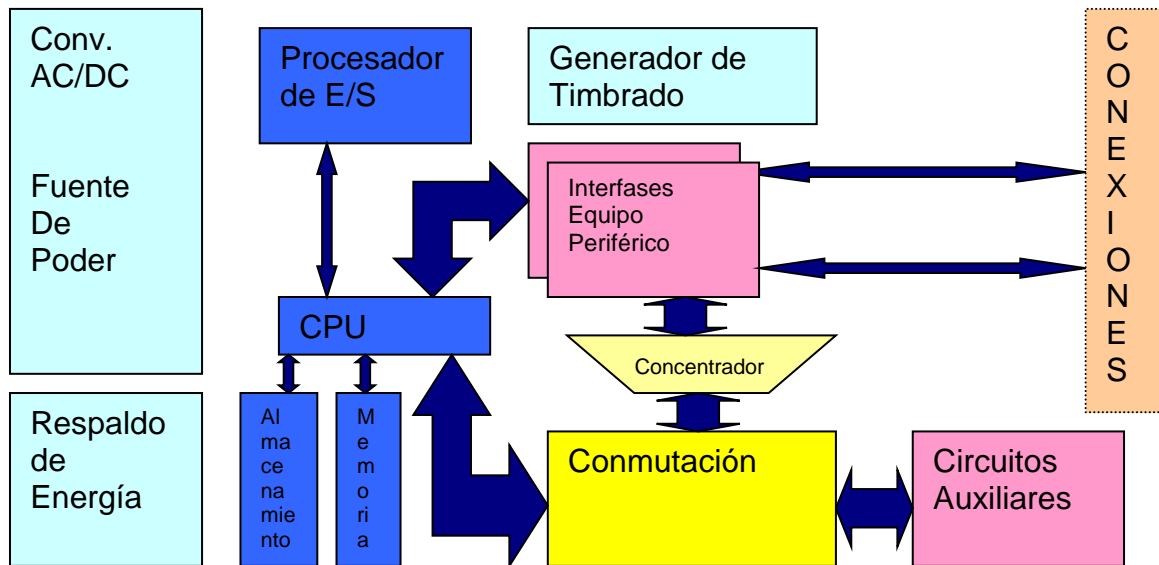 Conv.
AC/DC
Fuente
De
Poder
Procesador
de E/S
Generador de
Timbrado
C
O
N
E
X
I
O
N
E
S
Interfases
Equipo
Periférico
CPU
Concentrador
Respaldo
de
Energía
Al
ma
ce
na
mie
nto
M
e
m
o
ri
a
Conmutación
Circuitos
Auxiliares